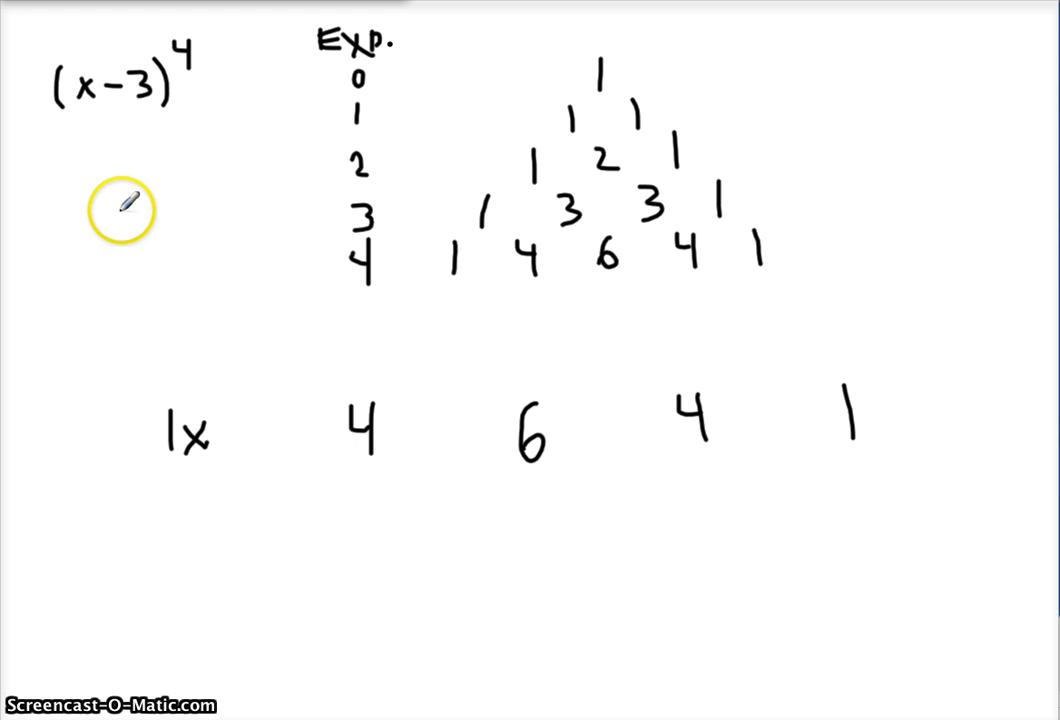 (x-3)⁴
Exp.
0 1
1 1 1
2 1 2 1
3 1 3 3 1
4 1 4 6 4 1
1x 4 6 4 1
Screencast-O-Matic.com